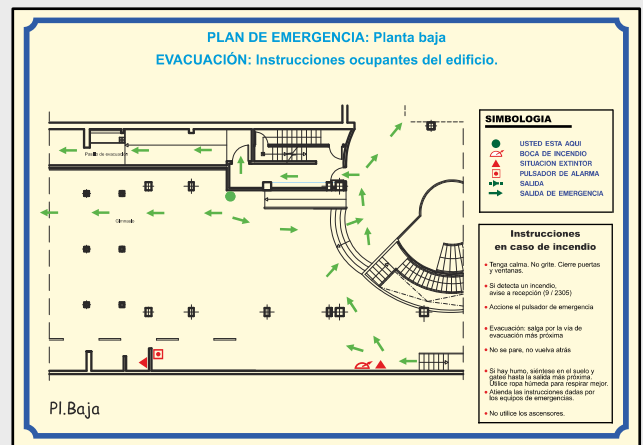 PLAN DE EMERGENCIA: Planta baja
EVACUACIÓN: Instrucciones ocupantes del edificio.
Pasillo de evacuación
Gimnasio
SIMBOLOGIA
USTED ESTA AQUI
BOCA DE INCENDIO
SITUACION EXTINTOR
PULSADOR DE ALARMA
SALIDA
SALIDA DE EMERGENCIA
Instrucciones
en caso de incendio
• Tenga calma. No grite. Cierre puertas
y ventanas.
• Si detecta un incendio,
avise a recepción (9 / 2305)
• Accione el pulsador de emergencia
• Evacuación: salga por la vía de
evacuación más próxima
• No se pare, no vuelva atrás
• Si hay humo, siéntese en el suelo y
gateé hasta la salida más próxima.
Utilice ropa húmeda para respirar mejor.
• Atienda las instrucciones dadas por
los equipos de emergencias.
• No utilice los ascensores.
Pl.Baja